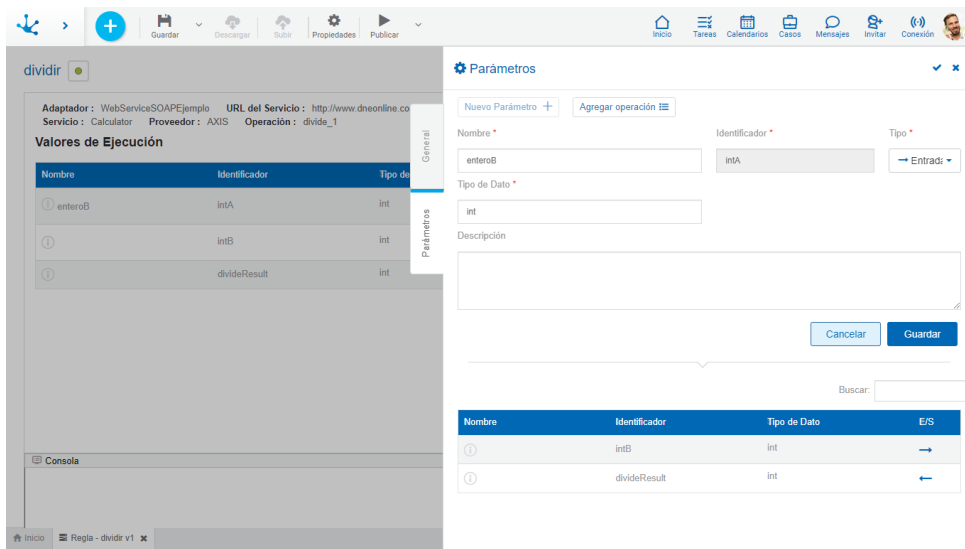 Guardar
Descargar
Subir
Propiedades
Publicar
Inicio
Tareas
Calendarios
Casos
Mensajes
Invitar
Conexión
dividir
Adaptador : WebServiceSOAPEjemplo URL del Servicio : http://www.dneonline.co
Servicio : Calculator Proveedor : AXIS Operación : divide_1
Valores de Ejecución
Nombre Identificador Tipo de
enteroB intA int
intB int
divideResult int
Consola
Inicio
Regla - dividir v1
General
Parámetros
Parámetros
Nuevo Parámetro +
Agregar operación
Nombre * Identificador * Tipo *
enteroB intA Entrada
Tipo de Dato *
int
Descripción
Cancelar Guardar
Buscar:
Nombre Identificador Tipo de Dato E/S
intB int
divideResult int